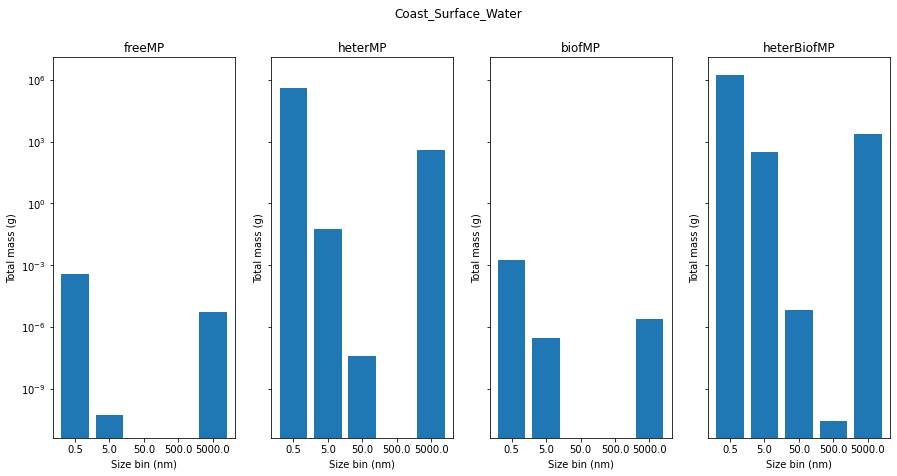 Coast_Surface_Water
freeMP
heterMP
biofMP
heterBiofMP
10^6
10^3
10^0
10^-3
10^-6
10^-9
Total mass (g)
Total mass (g)
Total mass (g)
Total mass (g)
0.5 5.0 50.0 500.0 5000.0
0.5 5.0 50.0 500.0 5000.0
0.5 5.0 50.0 500.0 5000.0
0.5 5.0 50.0 500.0 5000.0
Size bin (nm)
Size bin (nm)
Size bin (nm)
Size bin (nm)